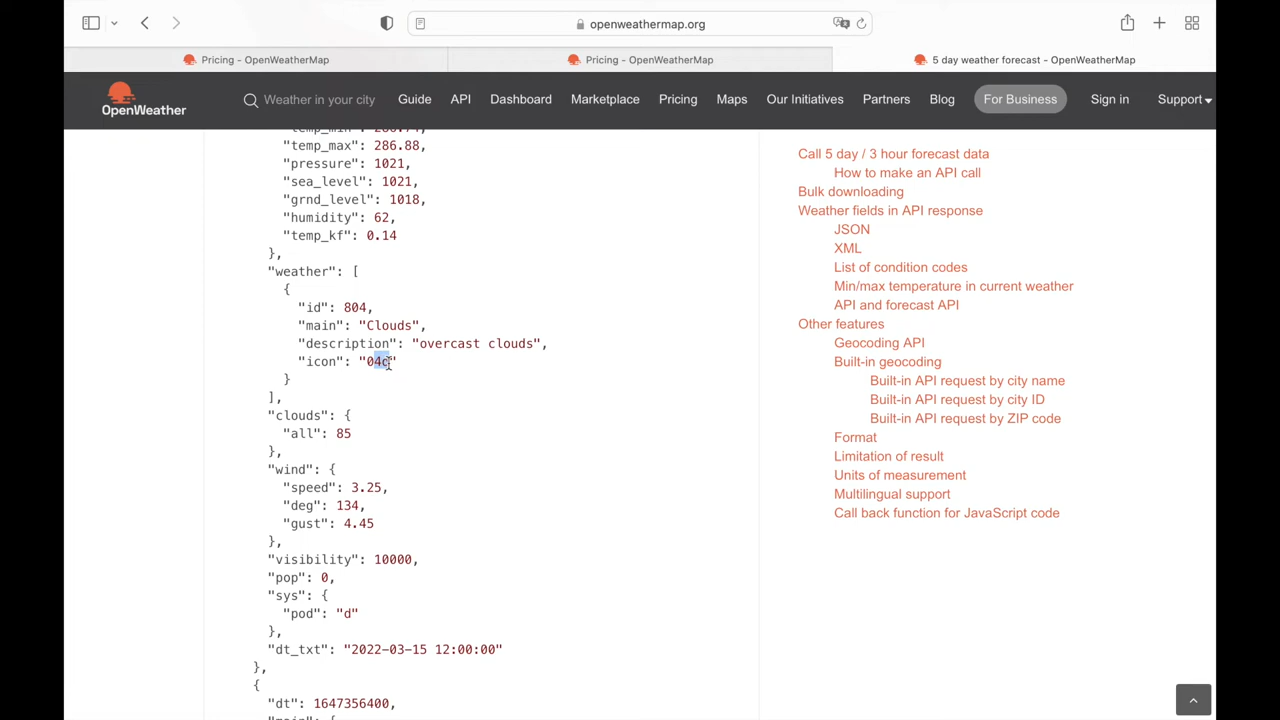 openweathermap.org
Pricing - OpenWeatherMap
Pricing - OpenWeatherMap
5 day weather forecast - OpenWeatherMap
OpenWeather
Weather in your city
Guide
API
Dashboard
Marketplace
Pricing
Maps
Our Initiatives
Partners
Blog
For Business
Sign in
Support
"temp_max": 286.88,
"pressure": 1021,
"sea_level": 1021,
"grnd_level": 1018,
"humidity": 62,
"temp_kf": 0.14
},
"weather": [
{
"id": 804,
"main": "Clouds",
"description": "overcast clouds",
"icon": "04c"
}
],
"clouds": {
"all": 85
},
"wind": {
"speed": 3.25,
"deg": 134,
"gust": 4.45
},
"visibility": 10000,
"pop": 0,
"sys": {
"pod": "d"
},
"dt_txt": "2022-03-15 12:00:00"
},
{
"dt": 1647356400,
Call 5 day / 3 hour forecast data
How to make an API call
Bulk downloading
Weather fields in API response
JSON
XML
List of condition codes
Min/max temperature in current weather
API and forecast API
Other features
Geocoding API
Built-in geocoding
Built-in API request by city name
Built-in API request by city ID
Built-in API request by ZIP code
Format
Limitation of result
Units of measurement
Multilingual support
Call back function for JavaScript code